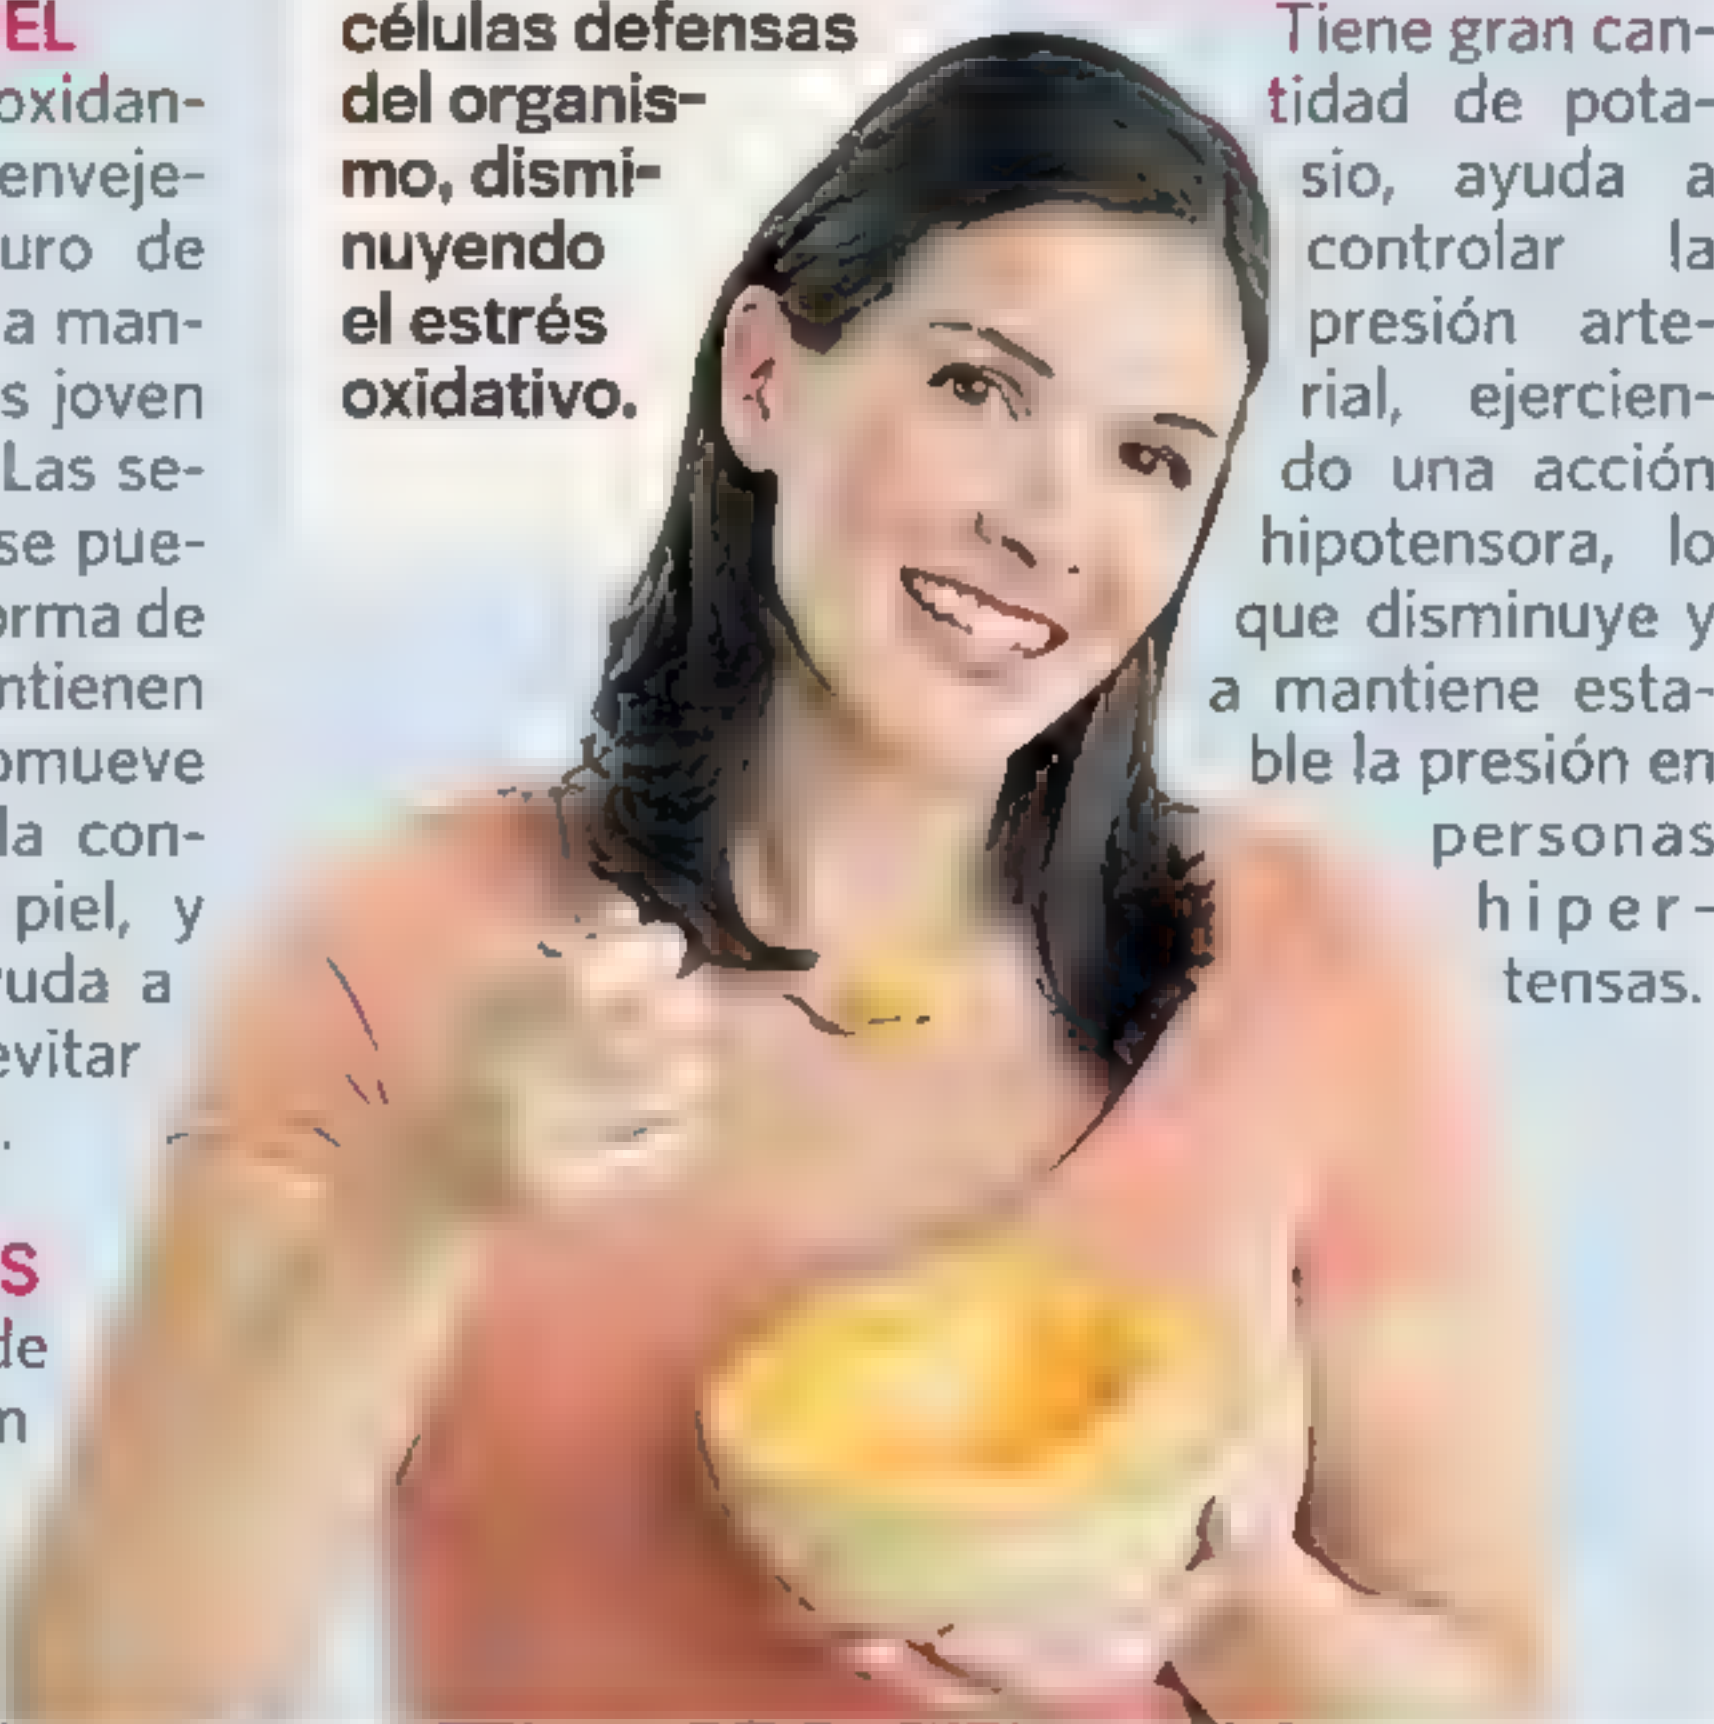 EL
oxidan-
enveje-
uro de
a man-
s joven
Las se-
se pue-
orma de
ntienen
omueve
la con-
piel, y
uda a
evitar
.
S
de
n
células defensas
del organis-
mo, dismi-
nuyendo
el estrés
oxidativo.
Tiene gran can-
tidad de pota-
sio, ayuda a
controlar la
presión arte-
rial, ejercien-
do una acción
hipotensora, lo
que disminuye y
a mantiene esta-
ble la presión en
personas
hiper-
tensas.